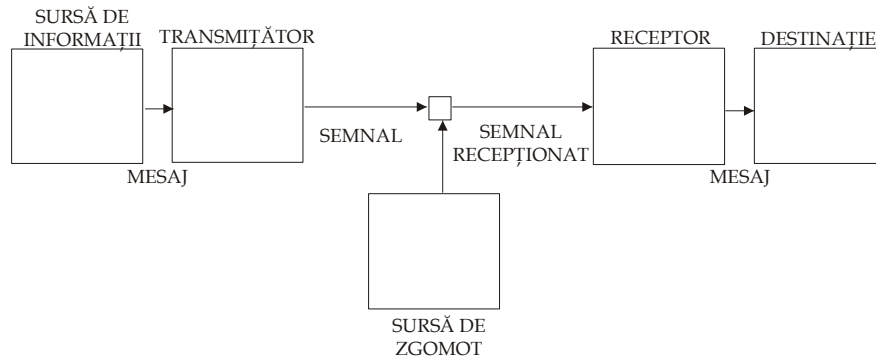 SURSĂ DE
INFORMAȚII
TRANSMIȚĂTOR
RECEPTOR
DESTINAȚIE
SEMNAL
SEMNAL
RECEPȚIONAT
MESAJ
MESAJ
SURSĂ DE
ZGOMOT